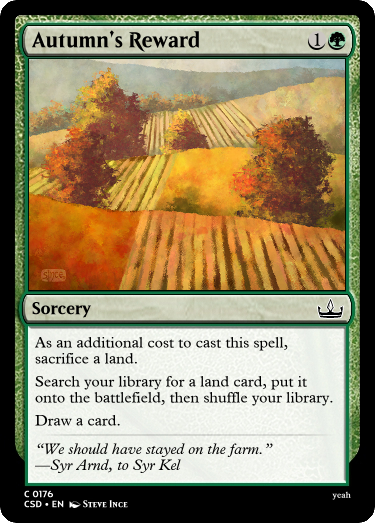 Autumn's Reward 1
Sorcery
As an additional cost to cast this spell,
sacrifice a land.
Search your library for a land card, put it
onto the battlefield, then shuffle your library.
Draw a card.
"We should have stayed on the farm."
—Syr Arnd, to Syr Kel
C 0176
yeah
CSD • EN Steve Ince